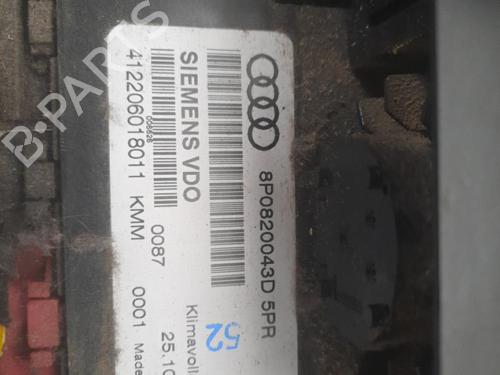 8P0820043D 5PR
SIEMENS VDO
Klimavoll
52
25.10
412206018011 KMM
0087
0001 Made
B-PARTS